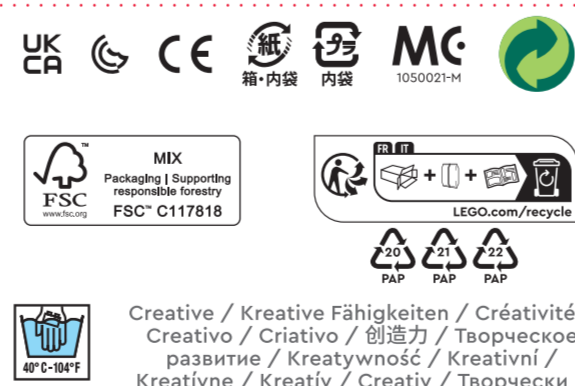 UK
CA
CE
紙
箱・内袋
プラ
内袋
MC
1050021-M
™
FSC
www.fsc.org
MIX
Packaging | Supporting
responsible forestry
FSC™ C117818
FR IT
+ +
LEGO.com/recycle
20 21 22
PAP PAP PAP
40°C-104°F
Creative / Kreative Fähigkeiten / Créativité
Creativo / Criativo / 创造力 / Творческое
развитие / Kreatywność / Kreativní /
Kreatívne / Kreatív / Creativ / Творчески